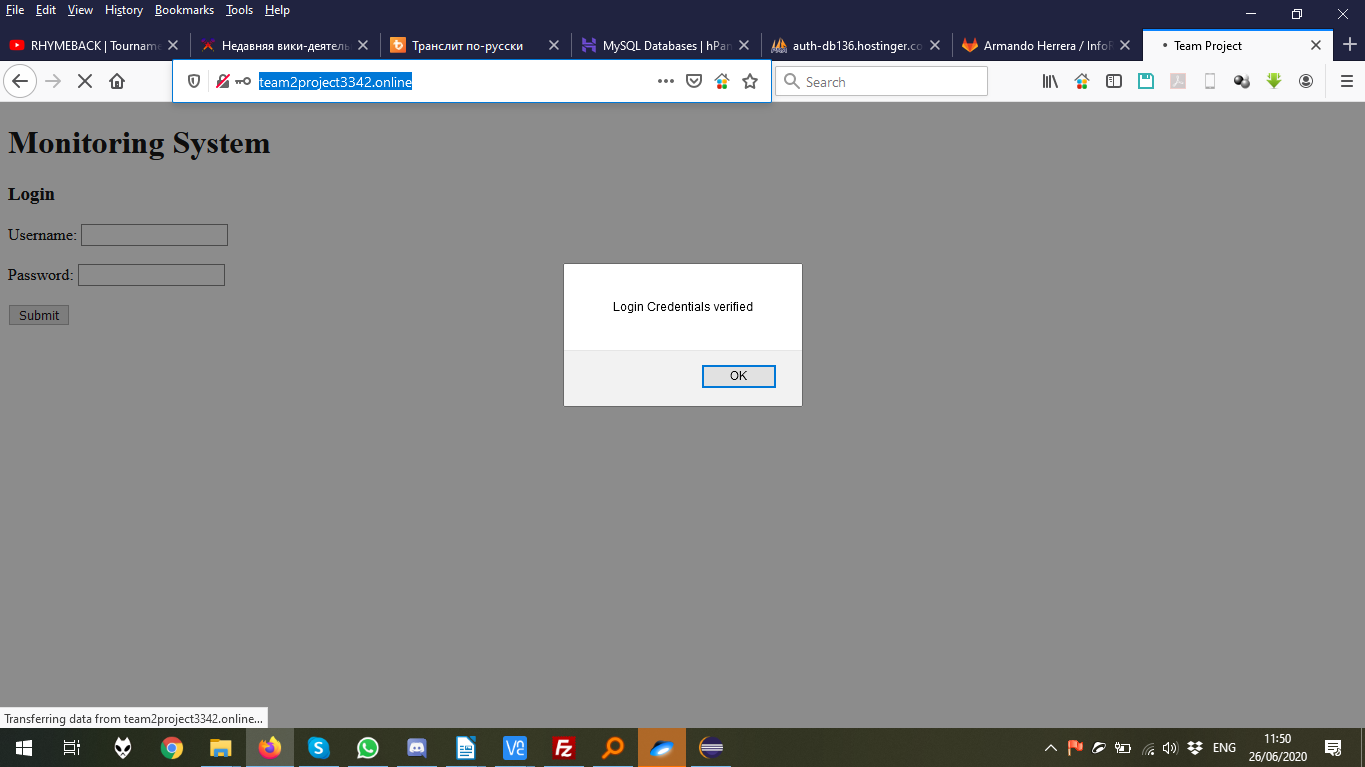 File Edit View History Bookmarks Tools Help
RHYMEBACK | Tourname
Недавняя вики-деятель
Транслит по-русски
MySQL Databases | hPan
auth-db136.hostinger.co
Armando Herrera / InfoF
• Team Project
team2project3342.online
Search
Monitoring System
Login
Username:
Password:
Submit
Login Credentials verified
OK
Transferring data from team2project3342.online...
ENG
11:50
26/06/2020